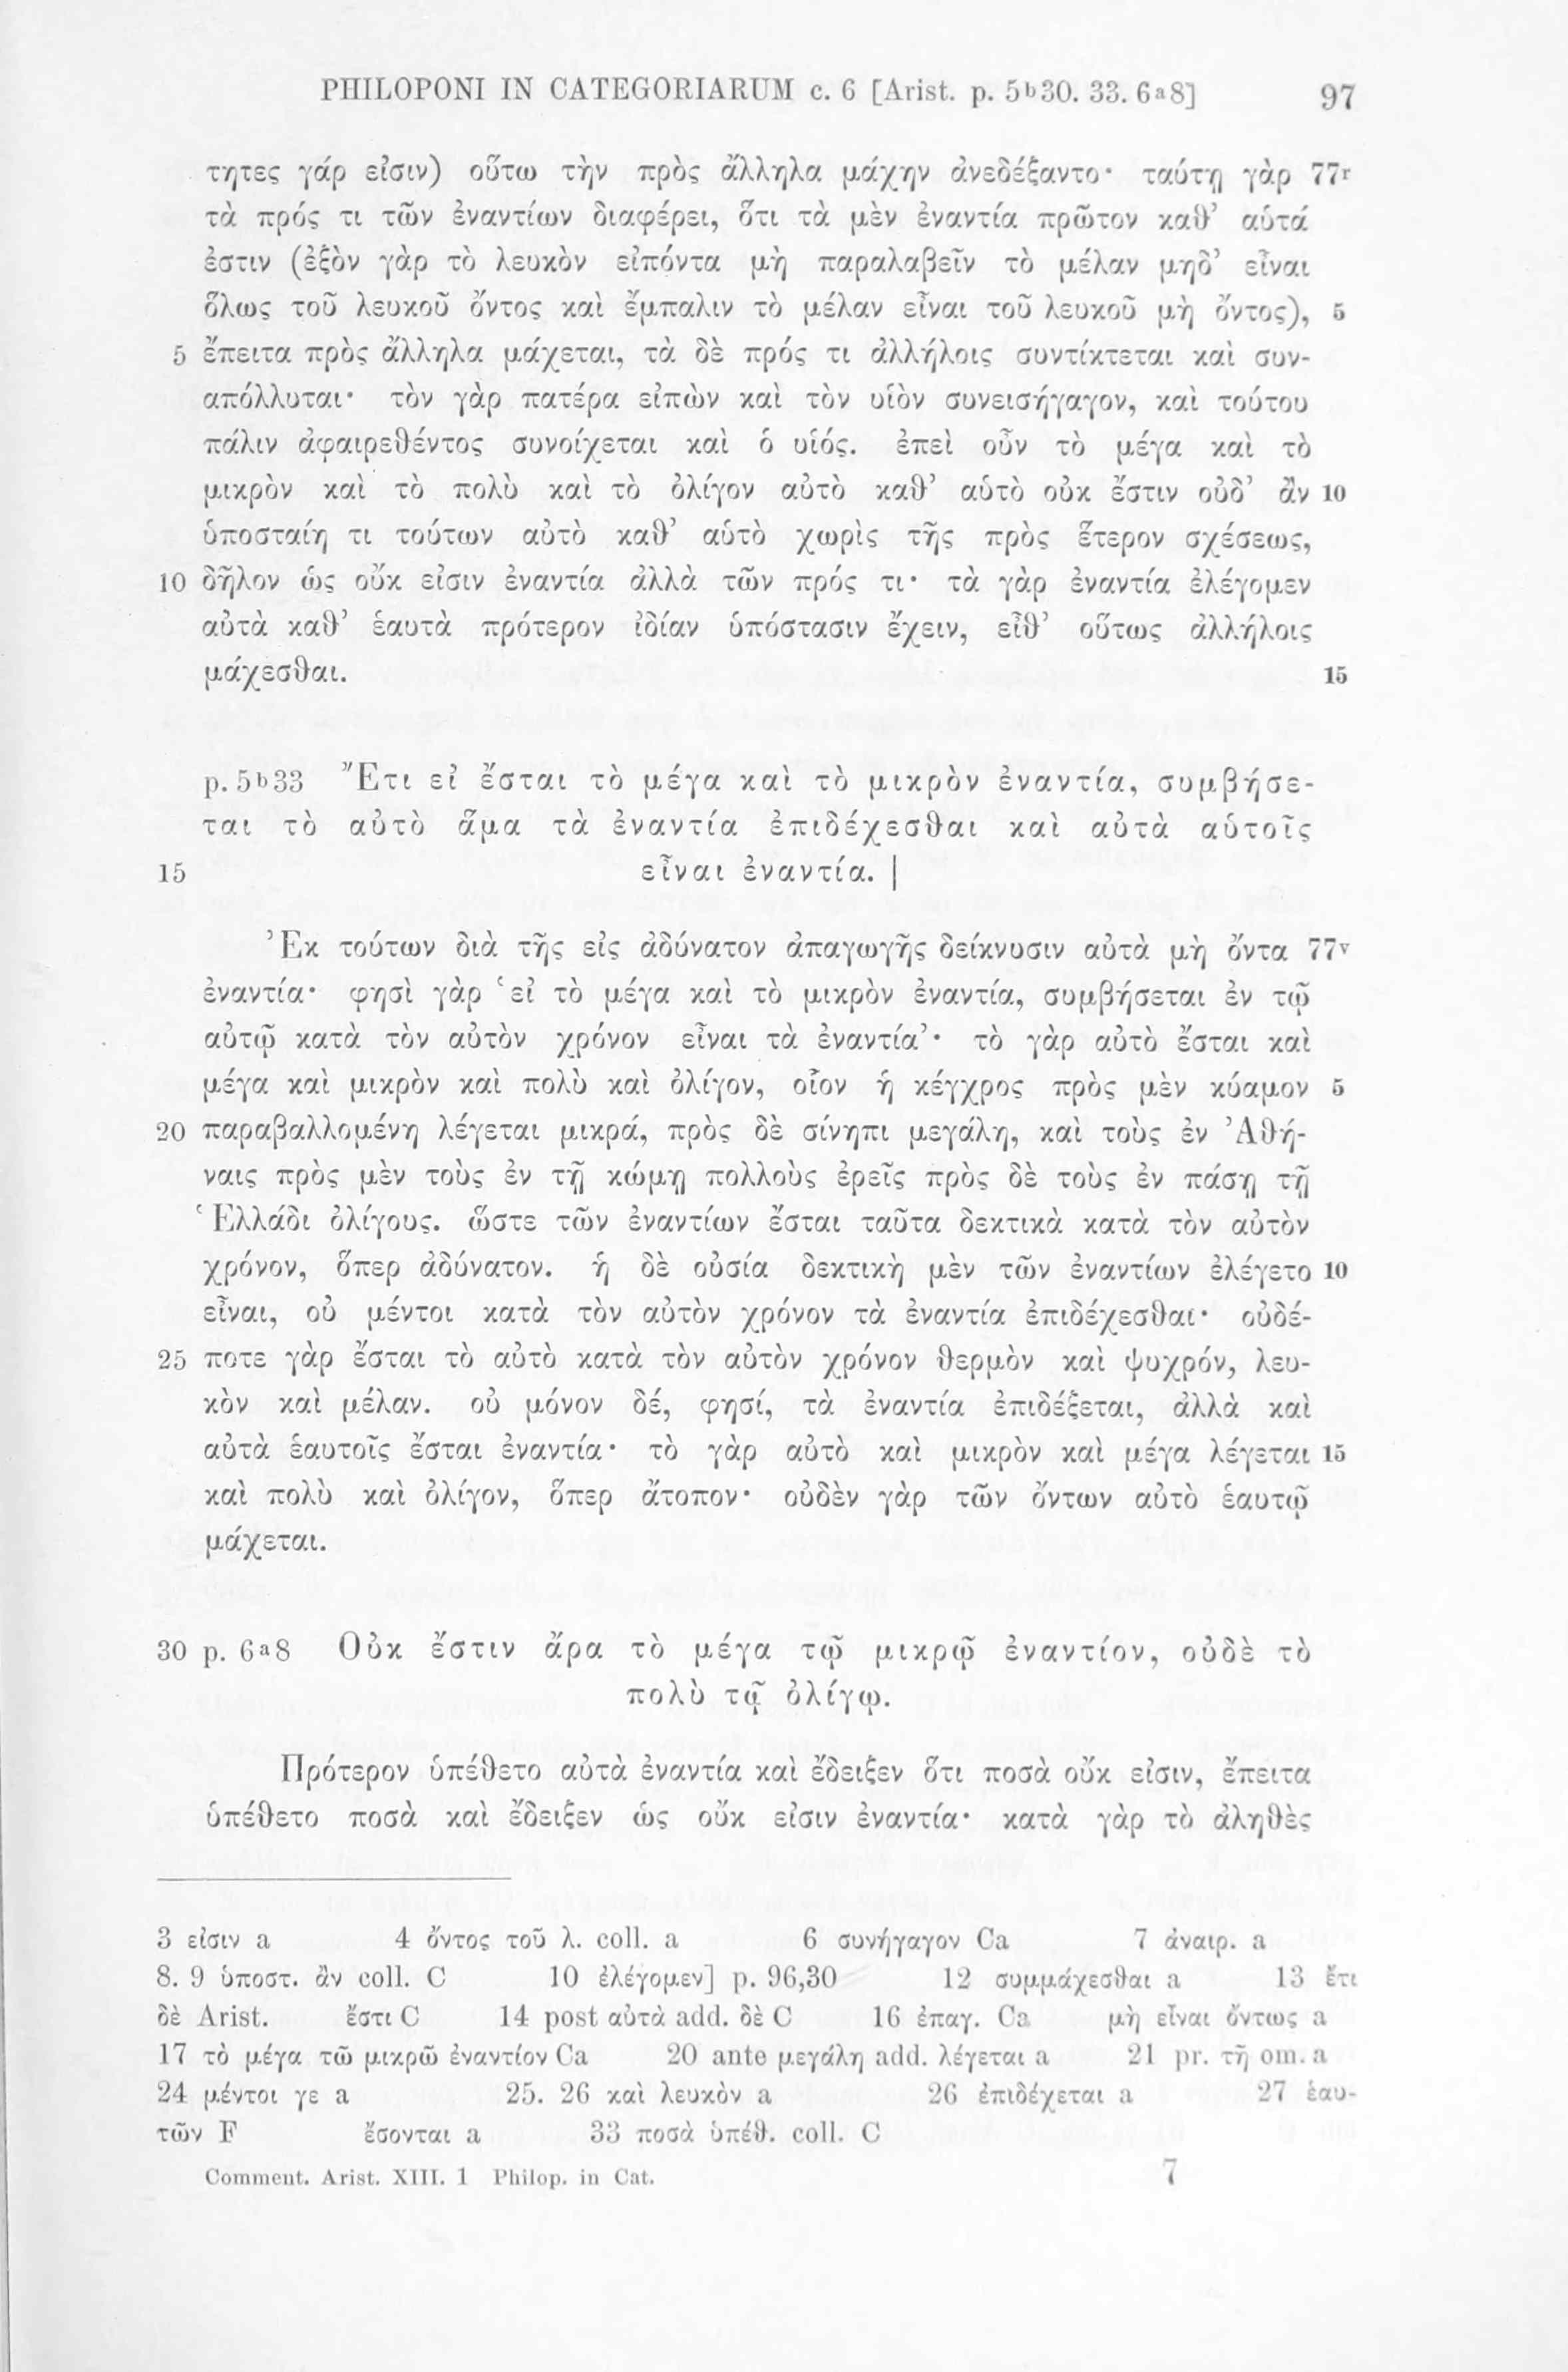 PHILOPONI IN CATEGORIARUM c. 6 [Arist. p. 5b30. 33. 6a8] 97
τητες γάρ εἰσιν) οὕτω τὴν πρὸς ἄλληλα μάχην ἀνεδέξαντο· ταύτῃ γὰρ 77r
τὰ πρός τι τῶν ἐναντίων διαφέρει, ὅτι τὰ μὲν ἐναντία πρῶτον καθ’ αὑτά
ἐστιν (ἐξὸν γὰρ τὸ λευκὸν εἰπόντα μὴ παραλαβεῖν τὸ μέλαν μηδ’ εἶναι
ὅλως τοῦ λευκοῦ ὄντος καὶ ἔμπαλιν τὸ μέλαν εἶναι τοῦ λευκοῦ μὴ ὄντος), 5
5 ἔπειτα πρὸς ἄλληλα μάχεται, τὰ δὲ πρός τι ἀλλήλοις συντίκτεται καὶ συν-
απόλλυται· τὸν γὰρ πατέρα εἰπὼν καὶ τὸν υἱὸν συνεισήγαγον, καὶ τούτου
πάλιν ἀφαιρεθέντος συνοίχεται καὶ ὁ υἱός. ἐπεὶ οὖν τὸ μέγα καὶ τὸ
μικρὸν καὶ τὸ πολὺ καὶ τὸ ὀλίγον αὐτὸ καθ’ αὑτὸ οὐκ ἔστιν οὐδ’ ἂν 10
ὑποσταίη τι τούτων αὐτὸ καθ’ αὑτὸ χωρὶς τῆς πρὸς ἕτερον σχέσεως,
10 δῆλον ὡς οὔκ εἰσιν ἐναντία ἀλλὰ τῶν πρός τι· τὰ γὰρ ἐναντία ἐλέγομεν
αὐτὰ καθ’ ἑαυτὰ πρότερον ἰδίαν ὑπόστασιν ἔχειν, εἶθ’ οὕτως ἀλλήλοις
μάχεσθαι. 15
p. 5b33 Ἔτι εἰ ἔσται τὸ μέγα καὶ τὸ μικρὸν ἐναντία, συμβήσε-
ται τὸ αὐτὸ ἅμα τὰ ἐναντία ἐπιδέχεσθαι καὶ αὐτὰ αὑτοῖς
15 εἶναι ἐναντία. |
Ἐκ τούτων διὰ τῆς εἰς ἀδύνατον ἀπαγωγῆς δείκνυσιν αὐτὰ μὴ ὄντα 77v
ἐναντία· φησὶ γὰρ ‘εἰ τὸ μέγα καὶ τὸ μικρὸν ἐναντία, συμβήσεται ἐν τῷ
αὐτῷ κατὰ τὸν αὐτὸν χρόνον εἶναι τὰ ἐναντία’· τὸ γὰρ αὐτὸ ἔσται καὶ
μέγα καὶ μικρὸν καὶ πολὺ καὶ ὀλίγον, οἷον ἡ κέγχρος πρὸς μὲν κύαμον 5
20 παραβαλλομένη λέγεται μικρά, πρὸς δὲ σίνηπι μεγάλη, καὶ τοὺς ἐν Ἀθή-
ναις πρὸς μὲν τοὺς ἐν τῇ κώμῃ πολλοὺς ἐρεῖς πρὸς δὲ τοὺς ἐν πάσῃ τῇ
Ἑλλάδι ὀλίγους. ὥστε τῶν ἐναντίων ἔσται ταῦτα δεκτικὰ κατὰ τὸν αὐτὸν
χρόνον, ὅπερ ἀδύνατον. ἡ δὲ οὐσία δεκτικὴ μὲν τῶν ἐναντίων ἐλέγετο 10
εἶναι, οὐ μέντοι κατὰ τὸν αὐτὸν χρόνον τὰ ἐναντία ἐπιδέχεσθαι· οὐδέ-
25 ποτε γὰρ ἔσται τὸ αὐτὸ κατὰ τὸν αὐτὸν χρόνον θερμὸν καὶ ψυχρόν, λευ-
κὸν καὶ μέλαν. οὐ μόνον δέ, φησί, τὰ ἐναντία ἐπιδέξεται, ἀλλὰ καὶ
αὐτὰ ἑαυτοῖς ἔσται ἐναντία· τὸ γὰρ αὐτὸ καὶ μικρὸν καὶ μέγα λέγεται 15
καὶ πολὺ καὶ ὀλίγον, ὅπερ ἄτοπον· οὐδὲν γὰρ τῶν ὄντων αὐτὸ ἑαυτῷ
μάχεται.
30 p. 6a8 Οὐκ ἔστιν ἄρα τὸ μέγα τῷ μικρῷ ἐναντίον, οὐδὲ τὸ
πολὺ τῷ ὀλίγῳ.
Πρότερον ὑπέθετο αὐτὰ ἐναντία καὶ ἔδειξεν ὅτι ποσὰ οὔκ εἰσιν, ἔπειτα
ὑπέθετο ποσὰ καὶ ἔδειξεν ὡς οὔκ εἰσιν ἐναντία· κατὰ γὰρ τὸ ἀληθὲς
3 εἰσιν a 4 ὄντος τοῦ λ. coll. a 6 συνήγαγον Ca 7 ἀναιρ. a
8. 9 ὑποστ. ἂν coll. C 10 ἐλέγομεν] p. 96,30 12 συμμάχεσθαι a 13 ἔτι
δὲ Arist. ἔστι C 14 post αὐτὰ add. δὲ C 16 ἐπαγ. Ca μὴ εἶναι ὄντως a
17 τὸ μέγα τῶ μικρῶ ἐναντίον Ca 20 ante μεγάλη add. λέγεται a 21 pr. τῇ om. a
24 μέντοι γε a 25. 26 καὶ λευκὸν a 26 ἐπιδέχεται a 27 ἑαυ-
τῶν F ἔσονται a 33 ποσὰ ὑπέθ. coll. C
Comment. Arist. XIII. 1 Philop. in Cat. 7